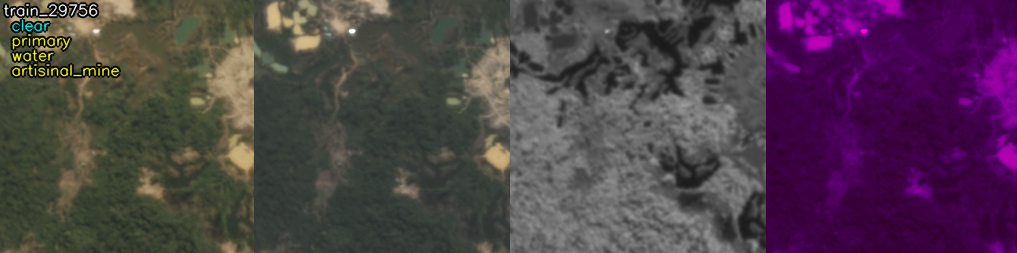 train_29756
clear
primary
water
artisinal_mine